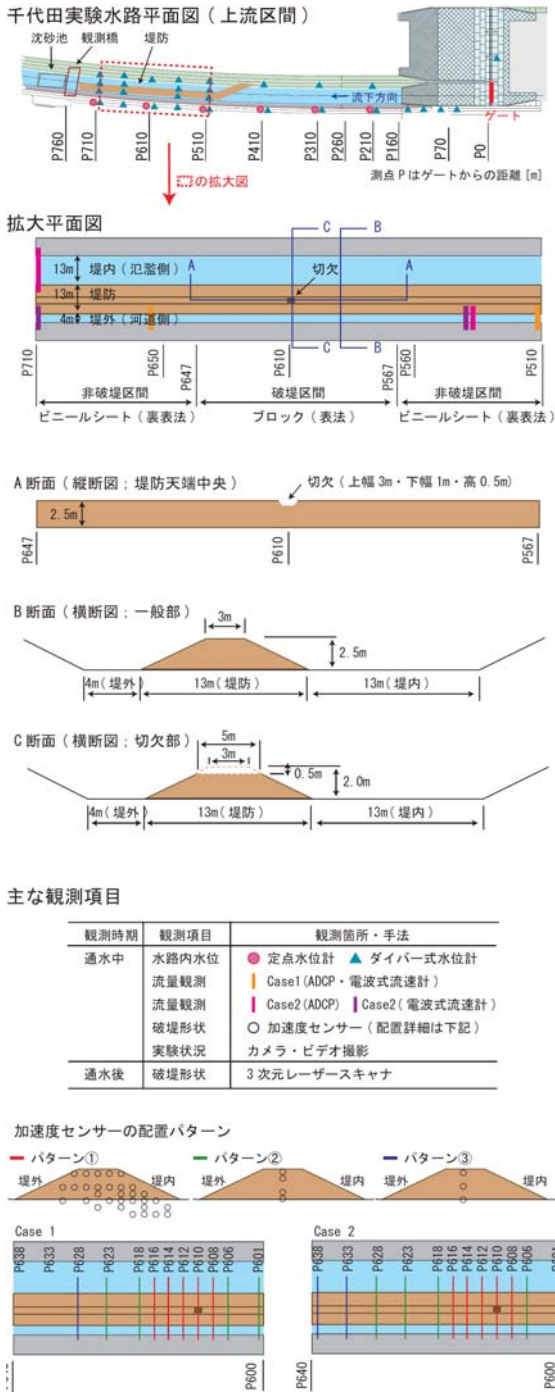 千代田実験水路平面図(上流区間)
沈砂池 観測橋 堤防
流下方向
ゲート
P760 P710 P610 P510 P410 P310 P260 P210 P160 P70 P0
測点 P はゲートからの距離 [m]
の拡大図
拡大平面図
C B
13m 堤内(氾濫側) A 切欠 A
13m 堤防
4m 堤外(河道側)
C B
P710 P650 P647 P610 P567 P560 P510
非破堤区間 破堤区間 非破堤区間
ビニールシート(裏表法) ブロック(表法) ビニールシート(裏表法)
A 断面(縦断図;堤防天端中央) 切欠(上幅 3m・下幅 1m・高 0.5m)
2.5m
P647 P610 P567
B 断面(横断図;一般部)
3m
2.5m
4m(堤外) 13m(堤防) 13m(堤内)
C 断面(横断図;切欠部)
5m
3m
0.5m 2.0m
4m(堤外) 13m(堤防) 13m(堤内)
主な観測項目
観測時期 観測項目 観測箇所・手法
通水中 水路内水位 定点水位計 ダイバー式水位計
流量観測 Case1(ADCP・電波式流速計)
流量観測 Case2(ADCP) Case2(電波式流速計)
破堤形状 加速度センサー(配置詳細は下記)
実験状況 カメラ・ビデオ撮影
通水後 破堤形状 3 次元レーザースキャナ
加速度センサーの配置パターン
パターン① パターン② パターン③
堤外 堤内 堤外 堤内 堤外 堤内
Case 1
P638 P633 P628 P623 P618 P616 P614 P612 P610 P608 P606 P601
P600
Case 2
P638 P633 P628 P623 P618 P616 P614 P612 P610 P608 P606
P640 P600